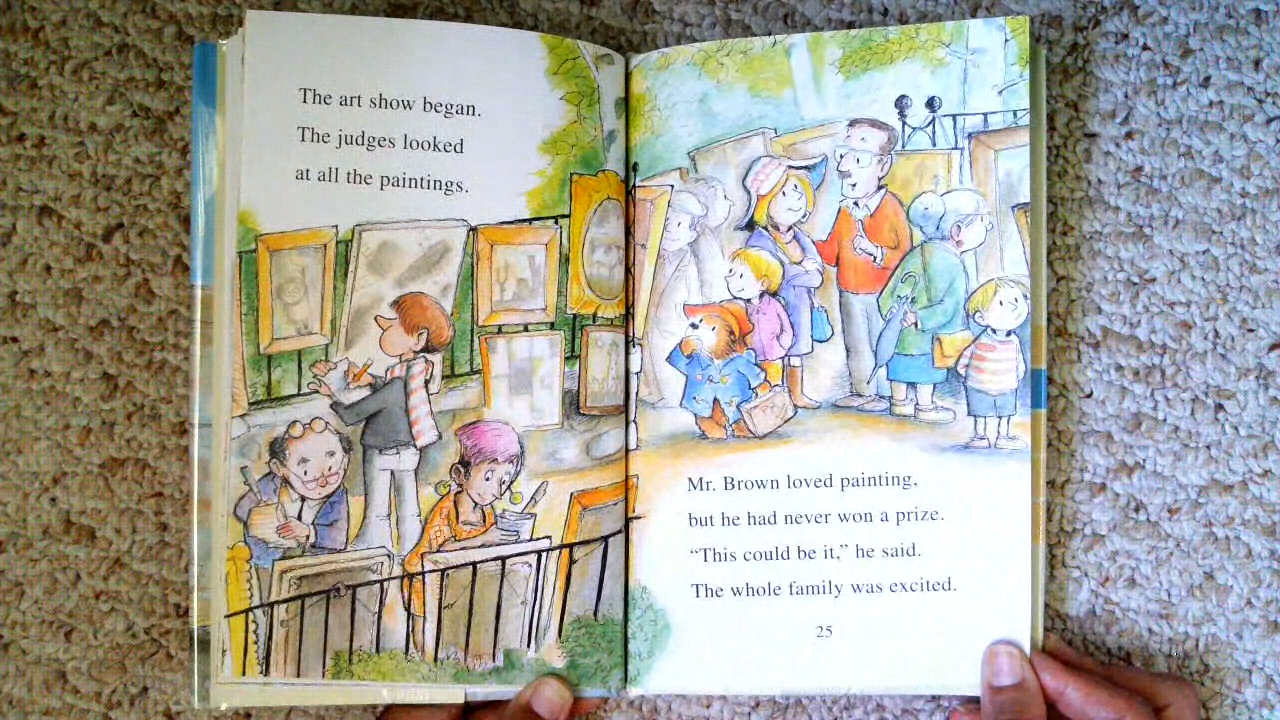 The art show began.
The judges looked
at all the paintings.
Mr. Brown loved painting,
but he had never won a prize.
“This could be it,” he said.
The whole family was excited.
25